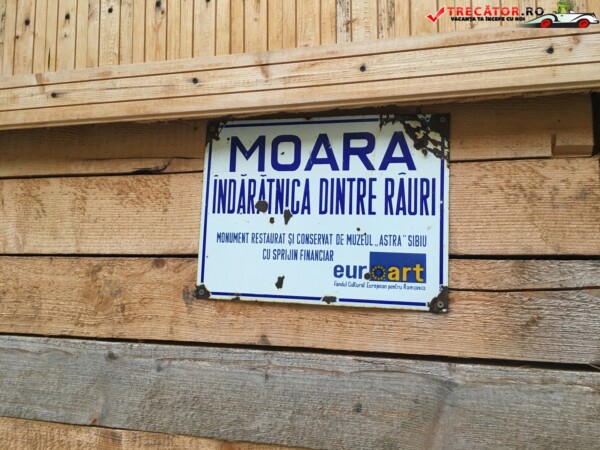 TRECĂTOR.RO
VACANȚA TA ÎNCEPE CU NOI
MOARA
ÎNDĂRĂTNICA DINTRE RÂURI
MONUMENT RESTAURAT ȘI CONSERVAT DE MUZEUL „ASTRA" SIBIU
CU SPRIJIN FINANCIAR
euroart
Fondul Cultural European pentru Romania